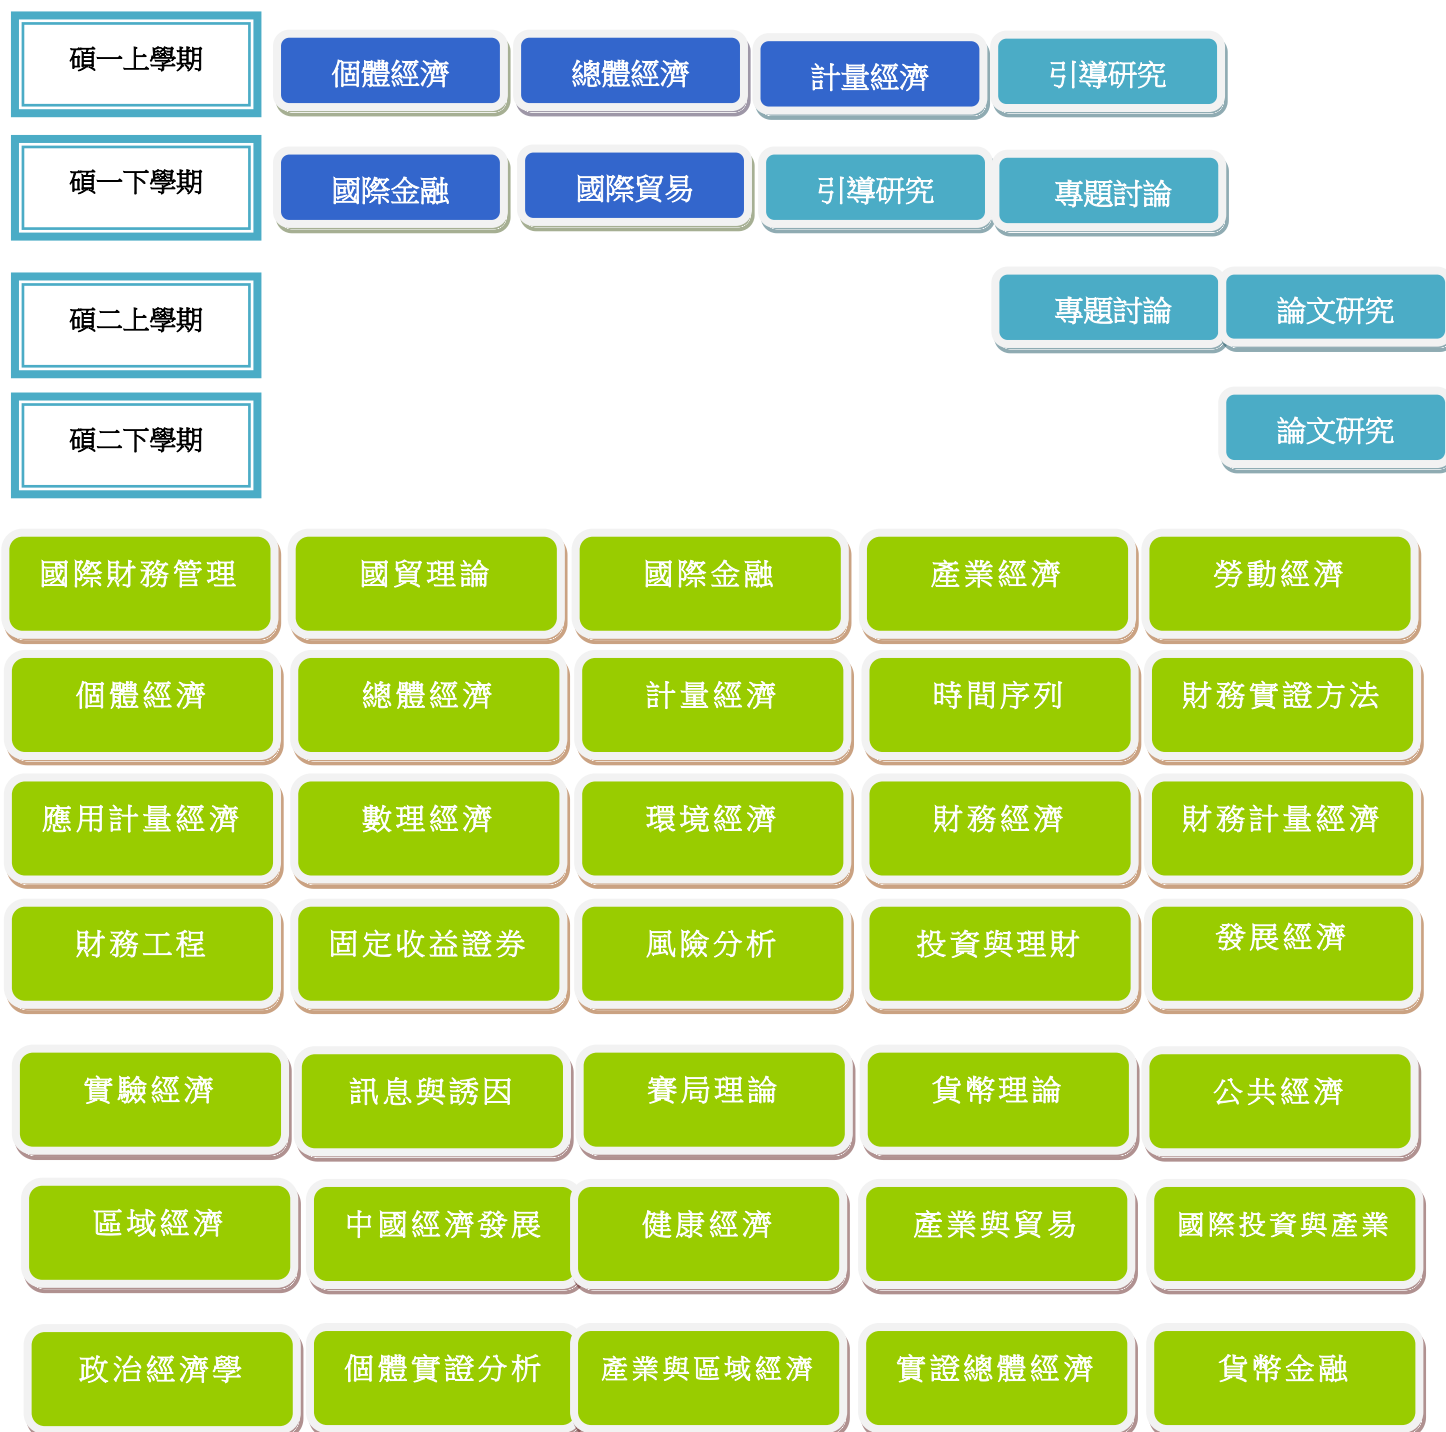 碩一上學期
個體經濟
總體經濟
計量經濟
引導研究
碩一下學期
國際金融
國際貿易
引導研究
專題討論
碩二上學期
專題討論
論文研究
碩二下學期
論文研究
國際財務管理
國貿理論
國際金融
產業經濟
勞動經濟
個體經濟
總體經濟
計量經濟
時間序列
財務實證方法
應用計量經濟
數理經濟
環境經濟
財務經濟
財務計量經濟
財務工程
固定收益證券
風險分析
投資與理財
發展經濟
實驗經濟
訊息與誘因
賽局理論
貨幣理論
公共經濟
區域經濟
中國經濟發展
健康經濟
產業與貿易
國際投資與產業
政治經濟學
個體實證分析
產業與區域經濟
實證總體經濟
貨幣金融